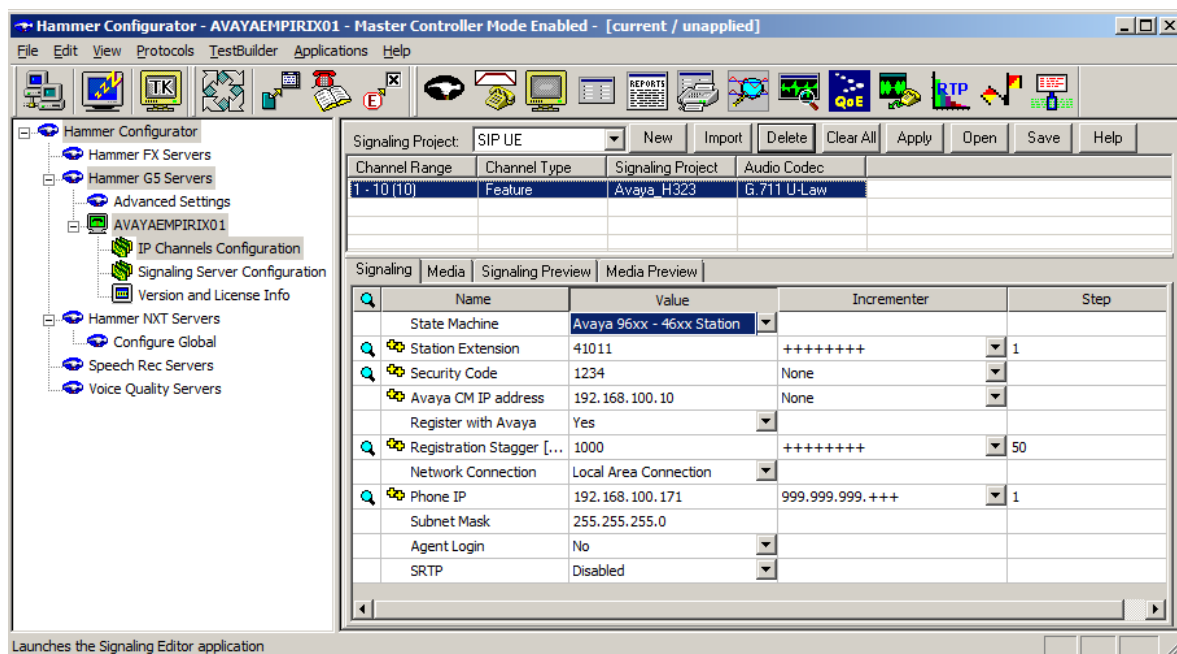 Hammer Configurator - AVAYAEMPIRIX01 - Master Controller Mode Enabled - [current / unapplied]
File Edit View Protocols TestBuilder Applications Help
TK E REPORTS QoE RTP
Hammer Configurator
Hammer FX Servers
Hammer G5 Servers
Advanced Settings
AVAYAEMPIRIX01
IP Channels Configuration
Signaling Server Configuration
Version and License Info
Hammer NXT Servers
Configure Global
Speech Rec Servers
Voice Quality Servers
Signaling Project: SIP UE New Import Delete Clear All Apply Open Save Help
Channel Range Channel Type Signaling Project Audio Codec
1 - 10 (10) Feature Avaya_H323 G.711 U-Law
Signaling Media Signaling Preview Media Preview
Name Value Incrementer Step
State Machine Avaya 96xx - 46xx Station
Station Extension 41011 ++++++++ 1
Security Code 1234 None
Avaya CM IP address 192.168.100.10 None
Register with Avaya Yes
Registration Stagger [... 1000 ++++++++ 50
Network Connection Local Area Connection
Phone IP 192.168.100.171 999.999.999.+++ 1
Subnet Mask 255.255.255.0
Agent Login No
SRTP Disabled
Launches the Signaling Editor application